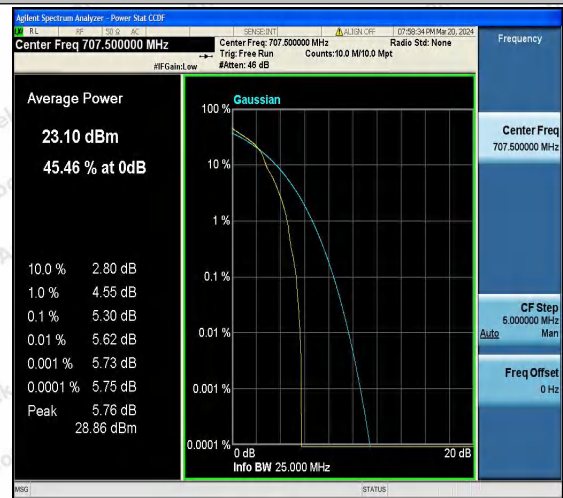 Agilent Spectrum Analyzer - Power Stat CCDF
RL RF 50 Ω AC SENSE:INT ALIGN OFF 07:58:34 PM Mar 20, 2024
Center Freq 707.500000 MHz
Center Freq: 707.500000 MHz Radio Std: None
Trig: Free Run Counts:10.0 M/10.0 Mpt
#IFGain:Low #Atten: 46 dB
Frequency
Average Power
23.10 dBm
45.46 % at 0dB
10.0 % 2.80 dB
1.0 % 4.55 dB
0.1 % 5.30 dB
0.01 % 5.62 dB
0.001 % 5.73 dB
0.0001 % 5.75 dB
Peak 5.76 dB
28.86 dBm
Gaussian
100 %
10 %
1 %
0.1 %
0.01 %
0.001 %
0.0001 %
0 dB 20 dB
Info BW 25.000 MHz
Center Freq
707.500000 MHz
CF Step
5.000000 MHz
Auto Man
Freq Offset
0 Hz
MSG STATUS